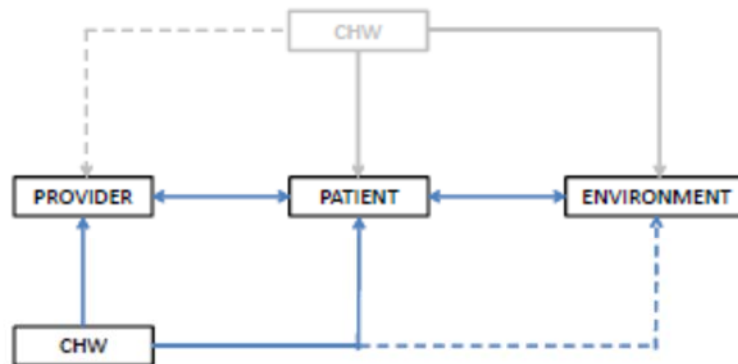 CHW
PROVIDER
PATIENT
ENVIRONMENT
CHW